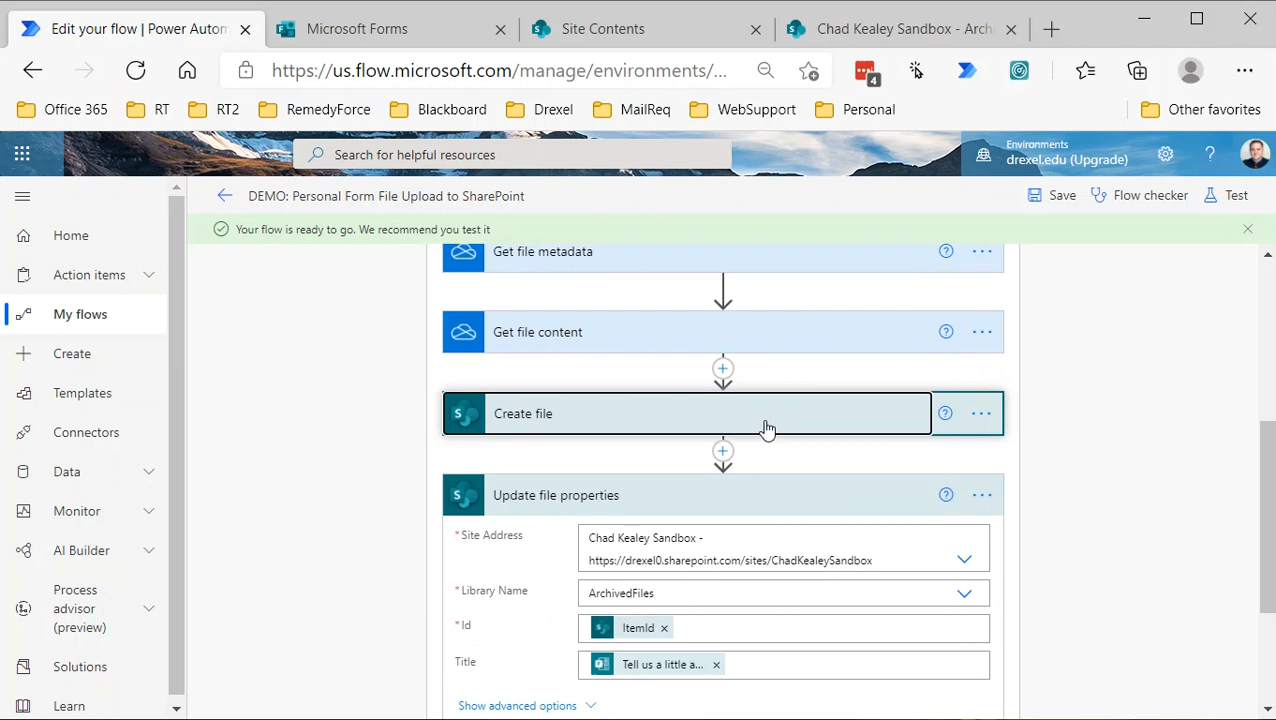 Edit your flow | Power Autom
Microsoft Forms
Site Contents
Chad Kealey Sandbox - Archi
https://us.flow.microsoft.com/manage/environments/...
4
Office 365
RT
RT2
RemedyForce
Blackboard
Drexel
MailReq
WebSupport
Personal
Other favorites
Search for helpful resources
Environments
drexel.edu (Upgrade)
DEMO: Personal Form File Upload to SharePoint
Save
Flow checker
Test
Your flow is ready to go. We recommend you test it
Home
Action items
My flows
Create
Templates
Connectors
Data
Monitor
AI Builder
Process
advisor
(preview)
Solutions
Learn
Get file metadata
Get file content
Create file
Update file properties
* Site Address
Chad Kealey Sandbox -
https://drexel0.sharepoint.com/sites/ChadKealeySandbox
* Library Name
ArchivedFiles
* Id
ItemId
Title
Tell us a little a...
Show advanced options